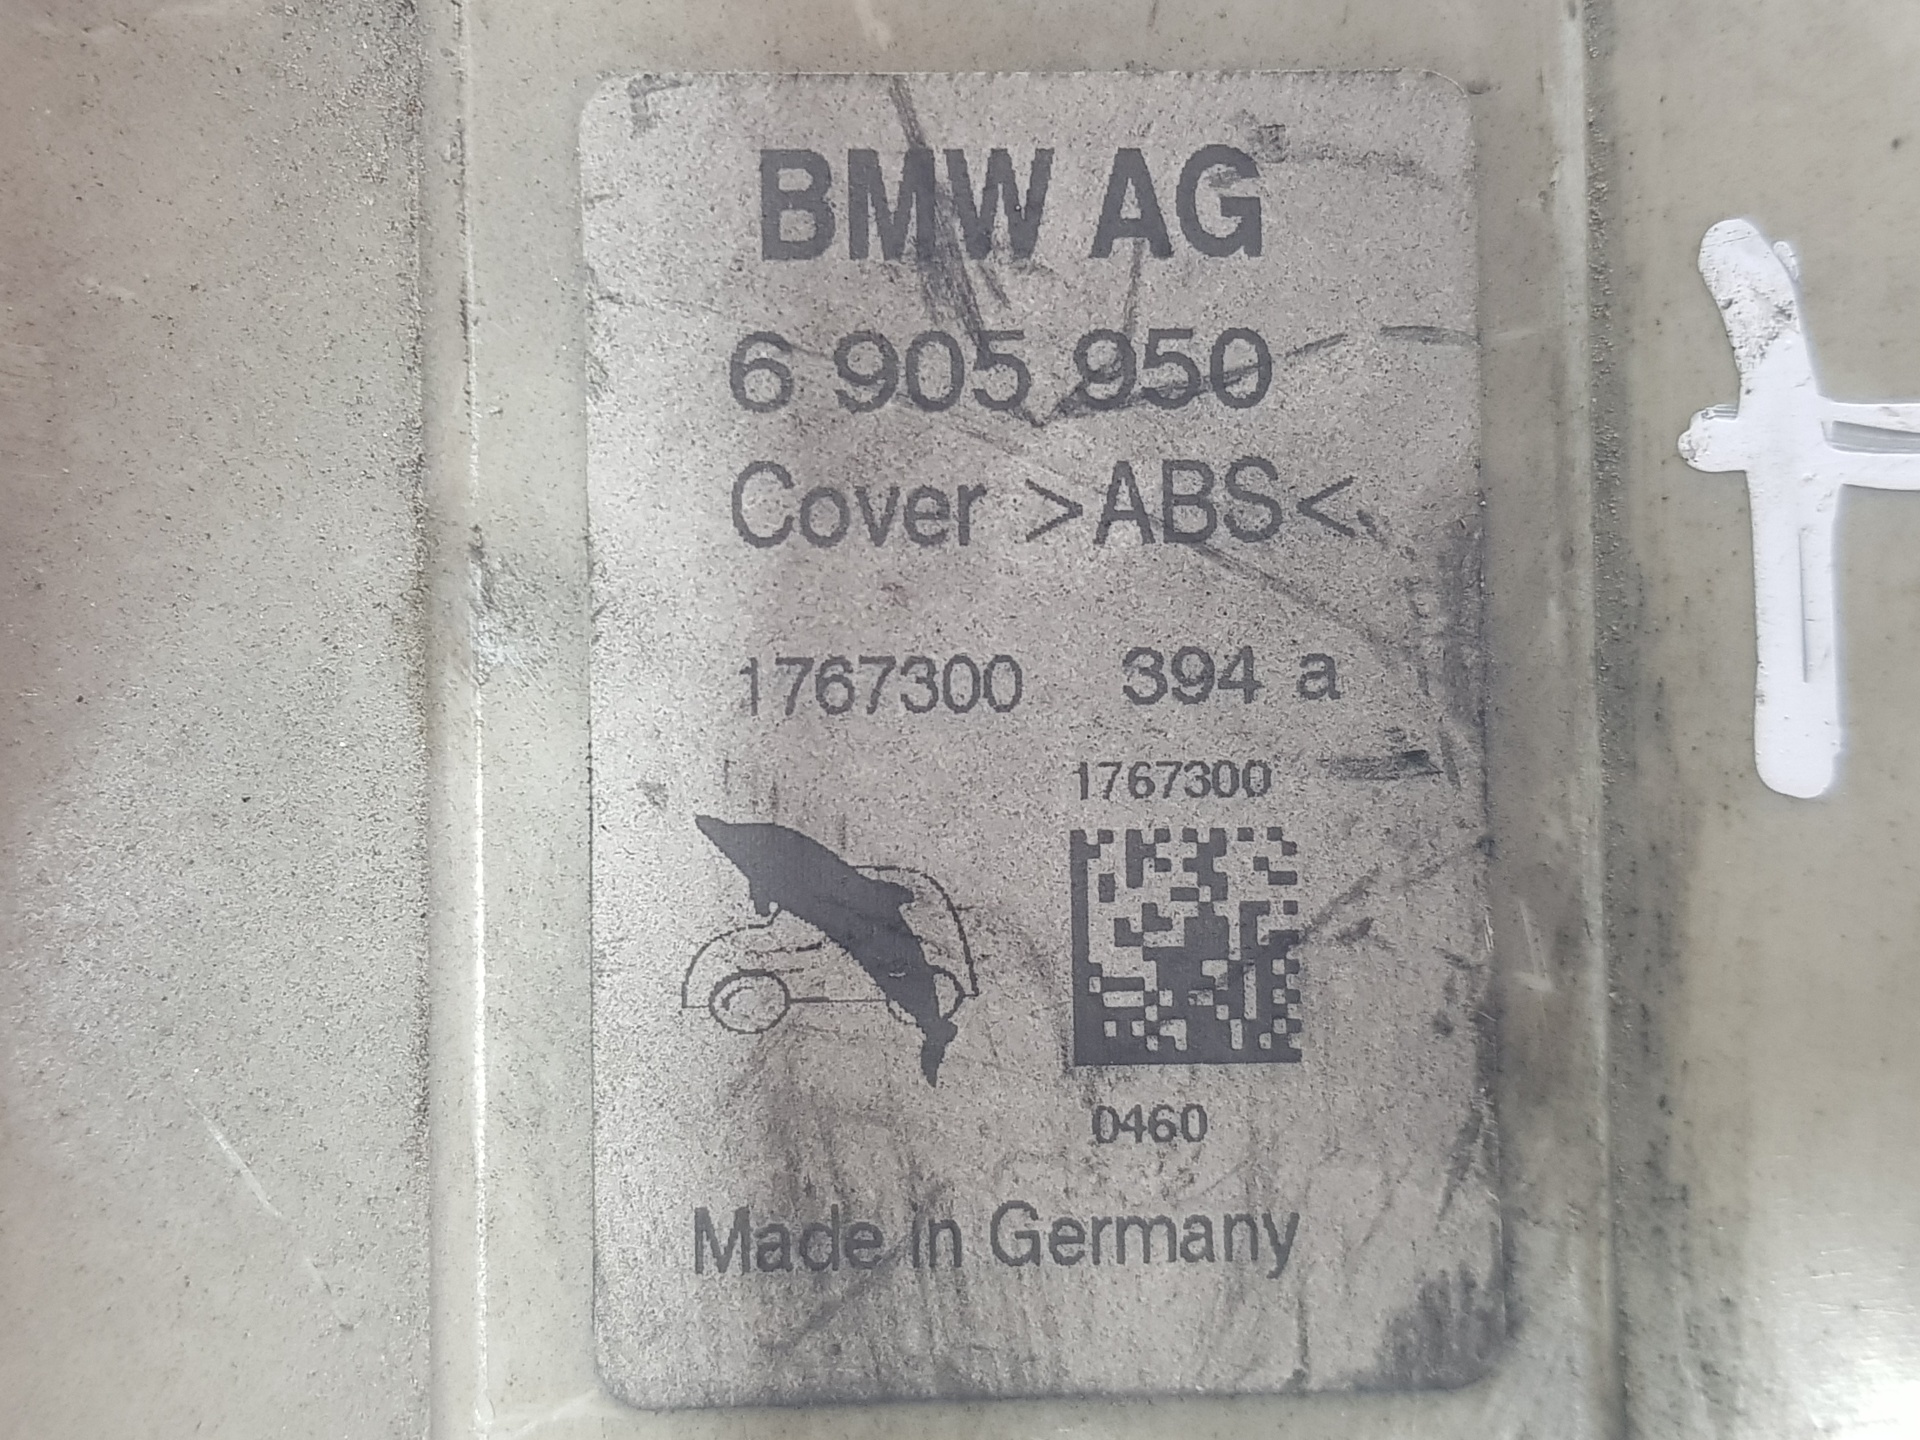 BMW AG
6 905 950
Cover >ABS<
1767300 394 a
1767300
0460
Made in Germany